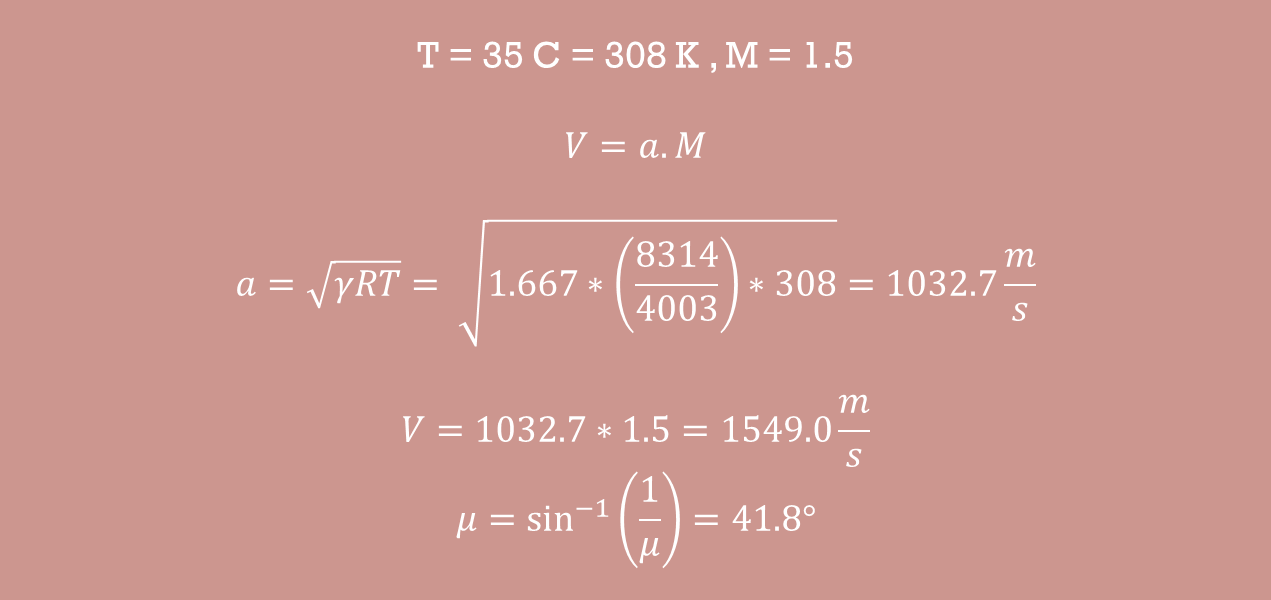 T = 35 C = 308 K , M = 1.5
𝑉 = 𝑎. 𝑀
𝑎 = √(𝛾𝑅𝑇) = √(1.667 ∗ (8314/4003) ∗ 308) = 1032.7 𝑚/𝑠
𝑉 = 1032.7 ∗ 1.5 = 1549.0 𝑚/𝑠
𝜇 = sin⁻¹ (1/𝜇) = 41.8°